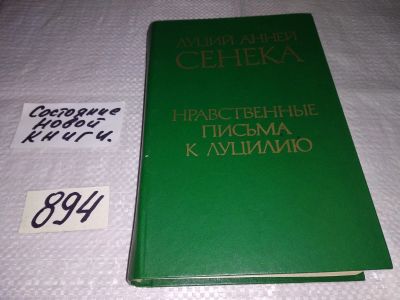 Состояние
новой
книги.
894
ЛУЦИЙ АННЕЙ
СЕНЕКА
НРАВСТВЕННЫЕ
ПИСЬМА
К ЛУЦИЛИЮ